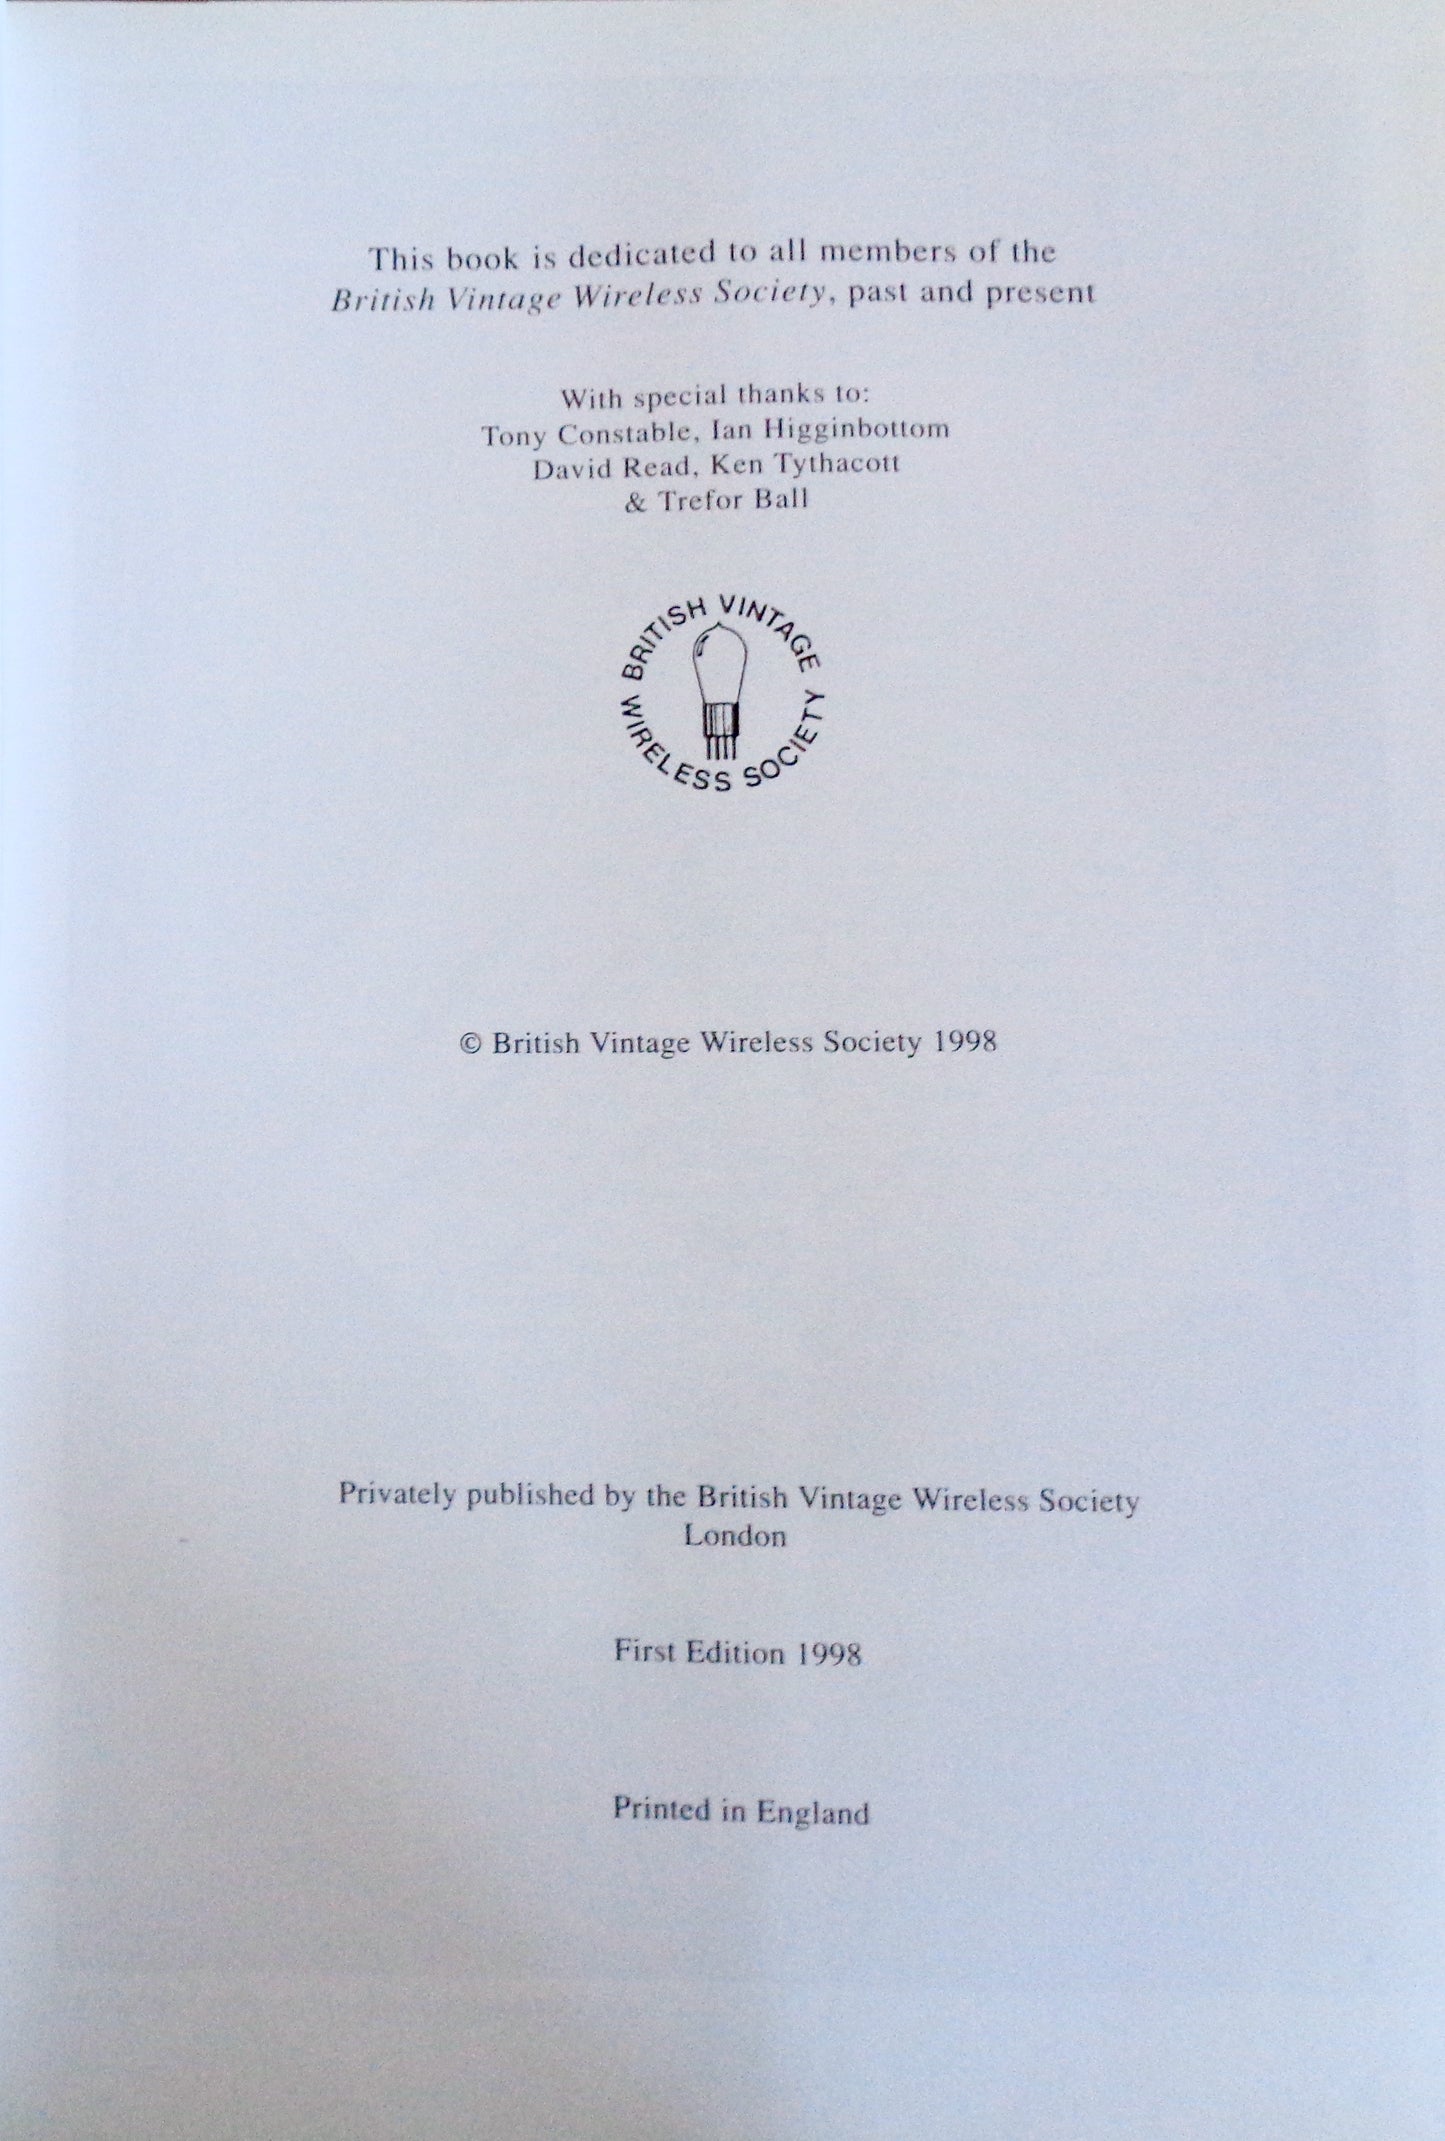 This book is dedicated to all members of the
British Vintage Wireless Society, past and present
With special thanks to:
Tony Constable, Ian Higginbottom
David Read, Ken Tythacott
& Trefor Ball
BRITISH VINTAGE
WIRELESS SOCIETY
© British Vintage Wireless Society 1998
Privately published by the British Vintage Wireless Society
London
First Edition 1998
Printed in England